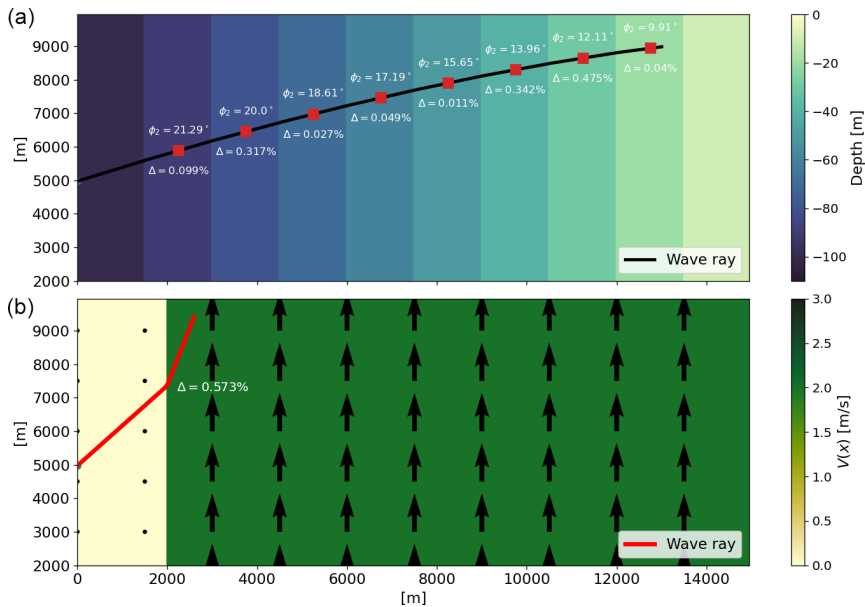 (a)
9000
8000
7000
6000
5000
4000
3000
2000
[m]
ϕ₂ = 21.29°
Δ = 0.099%
ϕ₂ = 20.0°
Δ = 0.317%
ϕ₂ = 18.61°
Δ = 0.027%
ϕ₂ = 17.19°
Δ = 0.049%
ϕ₂ = 15.65°
Δ = 0.011%
ϕ₂ = 13.96°
Δ = 0.342%
ϕ₂ = 12.11°
Δ = 0.475%
ϕ₂ = 9.91°
Δ = 0.04%
Wave ray
0
−20
−40
−60
−80
−100
Depth [m]
(b)
9000
8000
7000
6000
5000
4000
3000
2000
[m]
Δ = 0.573%
Wave ray
0
2000
4000
6000
8000
10000
12000
14000
[m]
3.0
2.5
2.0
1.5
1.0
0.5
0.0
V(x) [m/s]